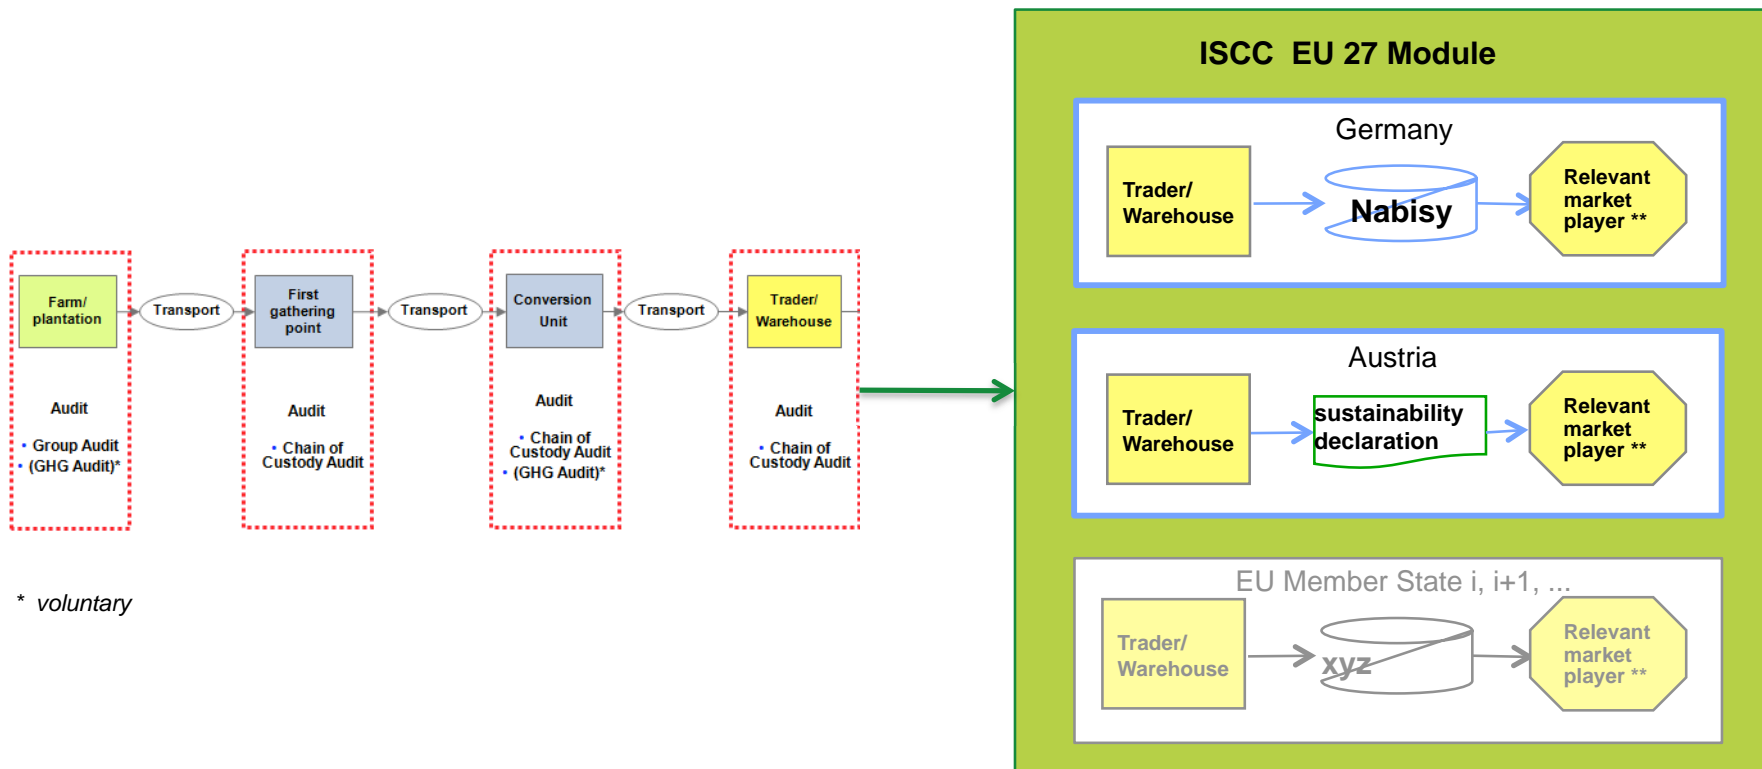 ISCC  EU 27 Module
Germany
Trader/
Warehouse
Nabisy
Relevant
market
player **
Farm/
plantation
Transport
First
gathering
point
Transport
Conversion
Unit
Transport
Trader/
Warehouse
Audit
• Group Audit
• (GHG Audit)*
Audit
• Chain of
Custody Audit
Audit
• Chain of
Custody Audit
• (GHG Audit)*
Audit
• Chain of
Custody Audit
* voluntary
Austria
Trader/
Warehouse
sustainability
declaration
Relevant
market
player **
EU Member State i, i+1, ...
Trader/
Warehouse
xyz
Relevant
market
player **